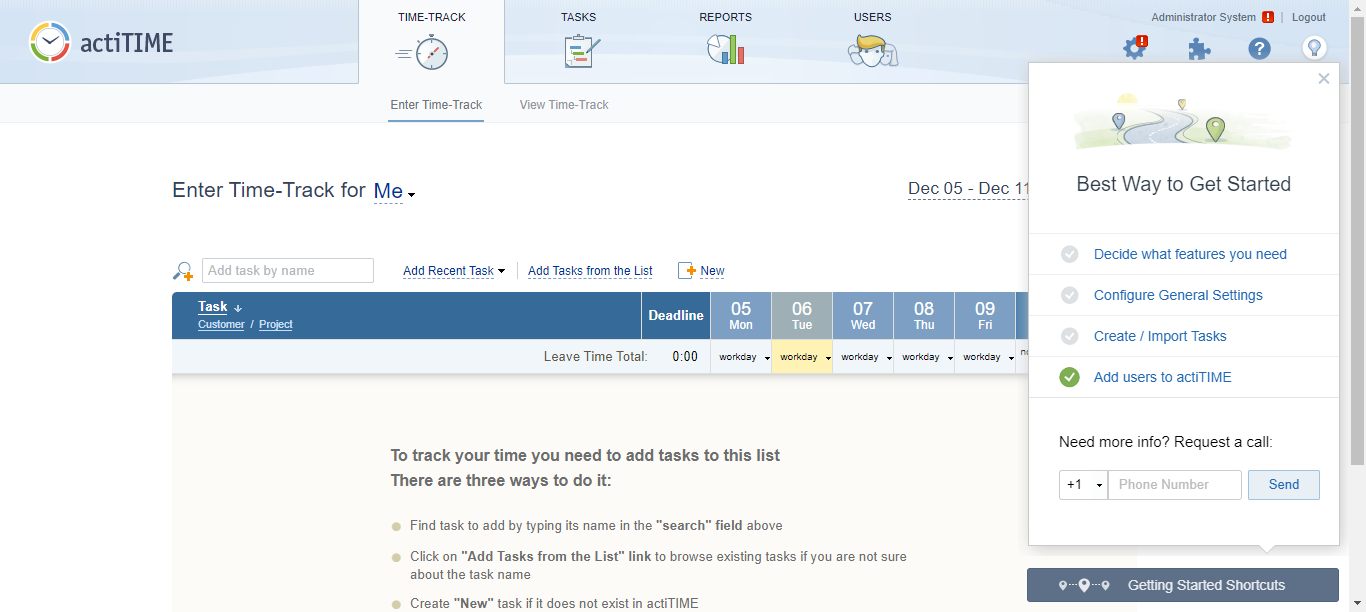 actiTIME
TIME-TRACK
TASKS
REPORTS
USERS
Administrator System ! | Logout
!
?
Enter Time-Track
View Time-Track
Enter Time-Track for Me
Dec 05 - Dec 11
Add task by name
Add Recent Task
Add Tasks from the List
New
Task
Customer / Project
Deadline
05
Mon
06
Tue
07
Wed
08
Thu
09
Fri
Leave Time Total: 0:00
workday
workday
workday
workday
workday
To track your time you need to add tasks to this list
There are three ways to do it:
Find task to add by typing its name in the "search" field above
Click on "Add Tasks from the List" link to browse existing tasks if you are not sure
about the task name
Create "New" task if it does not exist in actiTIME
Best Way to Get Started
Decide what features you need
Configure General Settings
Create / Import Tasks
Add users to actiTIME
Need more info? Request a call:
+1
Phone Number
Send
Getting Started Shortcuts